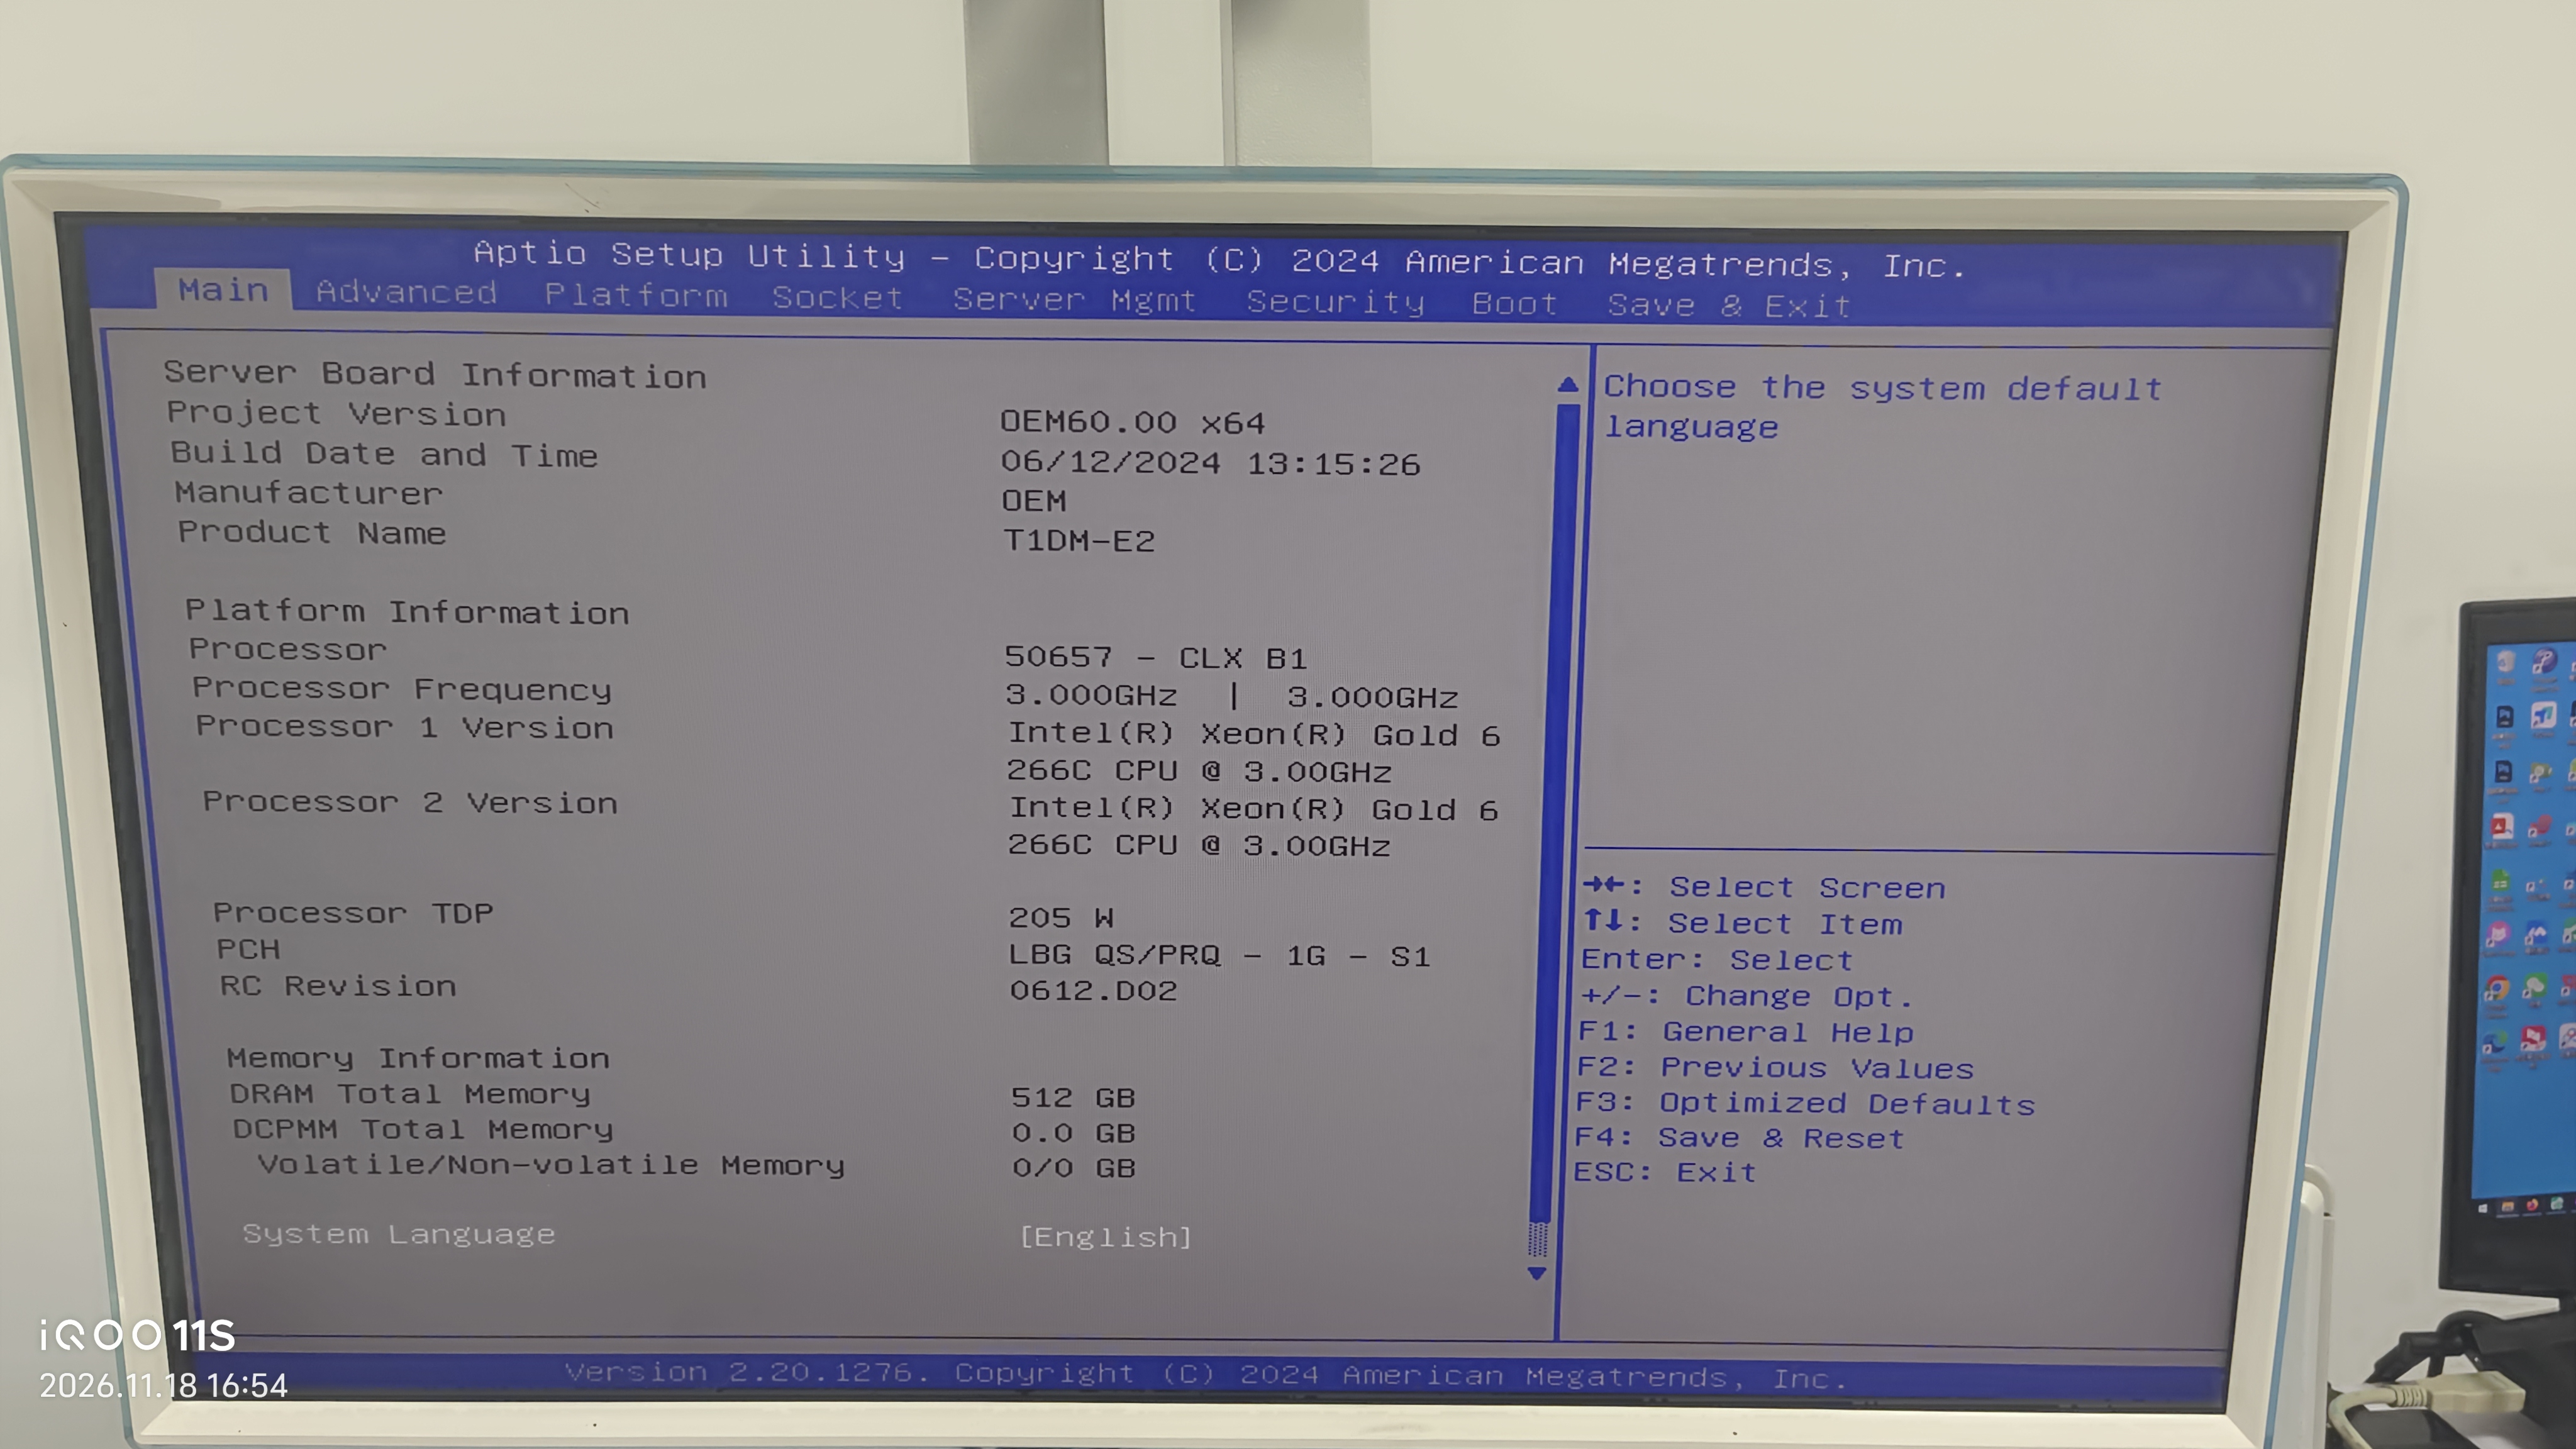 Aptio Setup Utility – Copyright (C) 2024 American Megatrends, Inc.
Main Advanced Platform Socket Server Mgmt Security Boot Save & Exit
Server Board Information
Project Version OEM60.00 x64
Build Date and Time 06/12/2024 13:15:26
Manufacturer OEM
Product Name T1DM-E2
Platform Information
Processor 50657 - CLX B1
Processor Frequency 3.000GHz | 3.000GHz
Processor 1 Version Intel(R) Xeon(R) Gold 6
266C CPU @ 3.00GHz
Processor 2 Version Intel(R) Xeon(R) Gold 6
266C CPU @ 3.00GHz
Processor TDP 205 W
PCH LBG QS/PRQ - 1G - S1
RC Revision 0612.D02
Memory Information
DRAM Total Memory 512 GB
DCPMM Total Memory 0.0 GB
Volatile/Non-volatile Memory 0/0 GB
System Language [English]
Choose the system default
language
→←: Select Screen
↑↓: Select Item
Enter: Select
+/-: Change Opt.
F1: General Help
F2: Previous Values
F3: Optimized Defaults
F4: Save & Reset
ESC: Exit
Version 2.20.1276. Copyright (C) 2024 American Megatrends, Inc.
iQOO 11S
2026.11.18 16:54